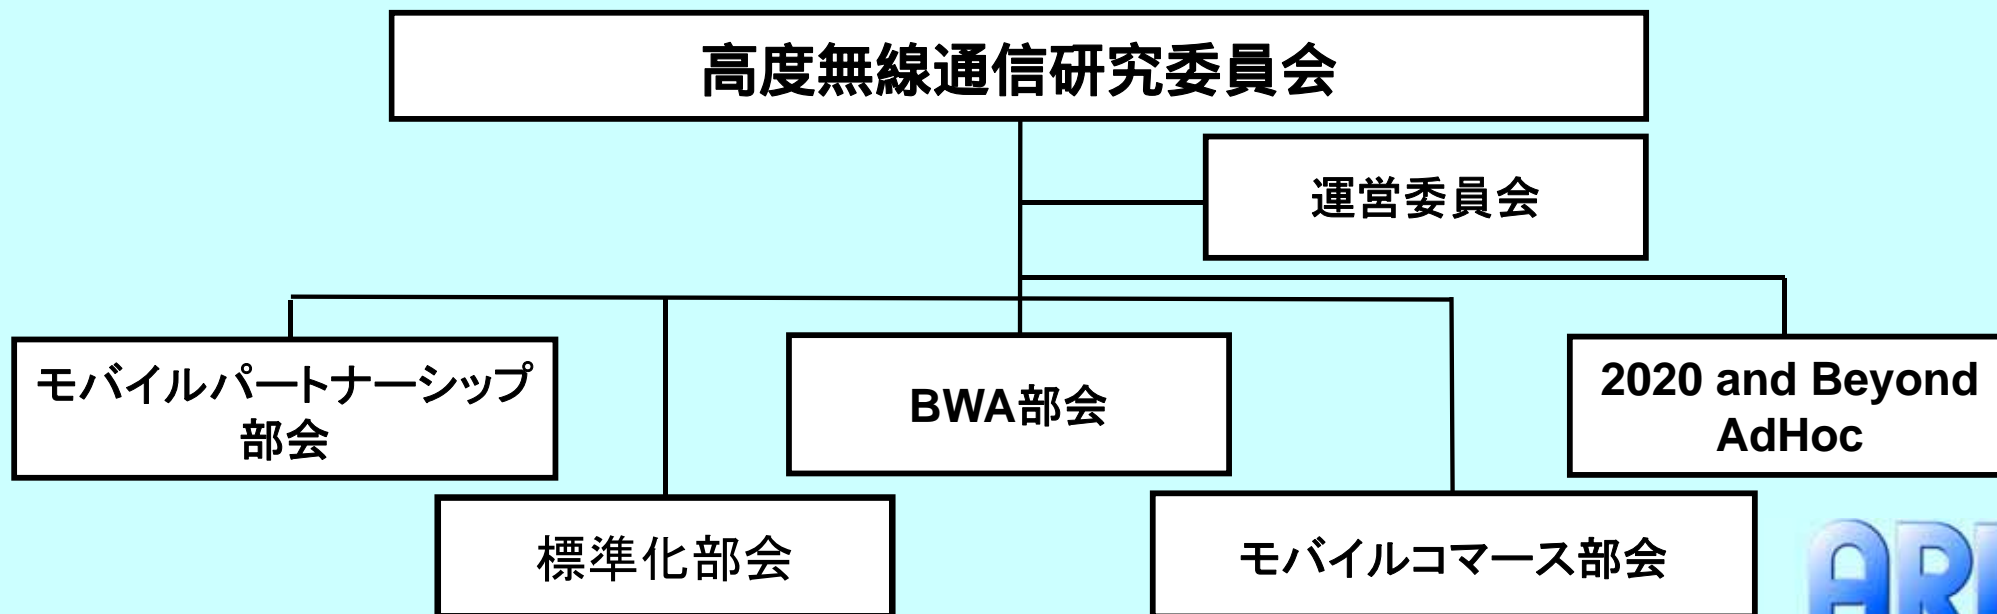 高度無線通信研究委員会
運営委員会
モバイルパートナーシップ
部会
BWA部会
2020 and Beyond
AdHoc
標準化部会
モバイルコマース部会